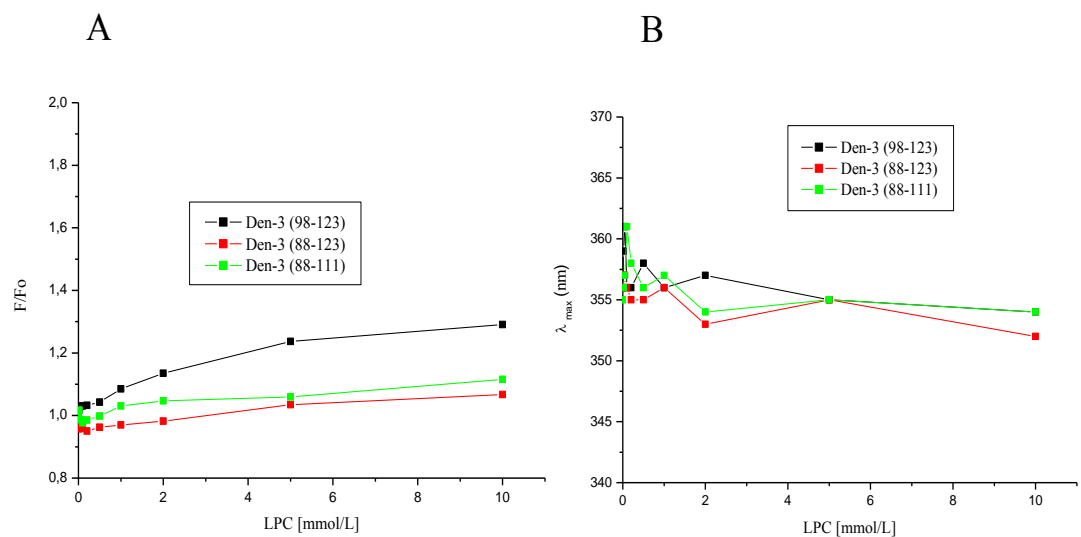 A
B
2,0
1,8
1,6
1,4
1,2
1,0
0,8
F/Fo
Den-3 (98-123)
Den-3 (88-123)
Den-3 (88-111)
0
2
4
6
8
10
LPC [mmol/L]
370
365
360
355
350
345
340
λ max (nm)
Den-3 (98-123)
Den-3 (88-123)
Den-3 (88-111)
0
2
4
6
8
10
LPC [mmol/L]